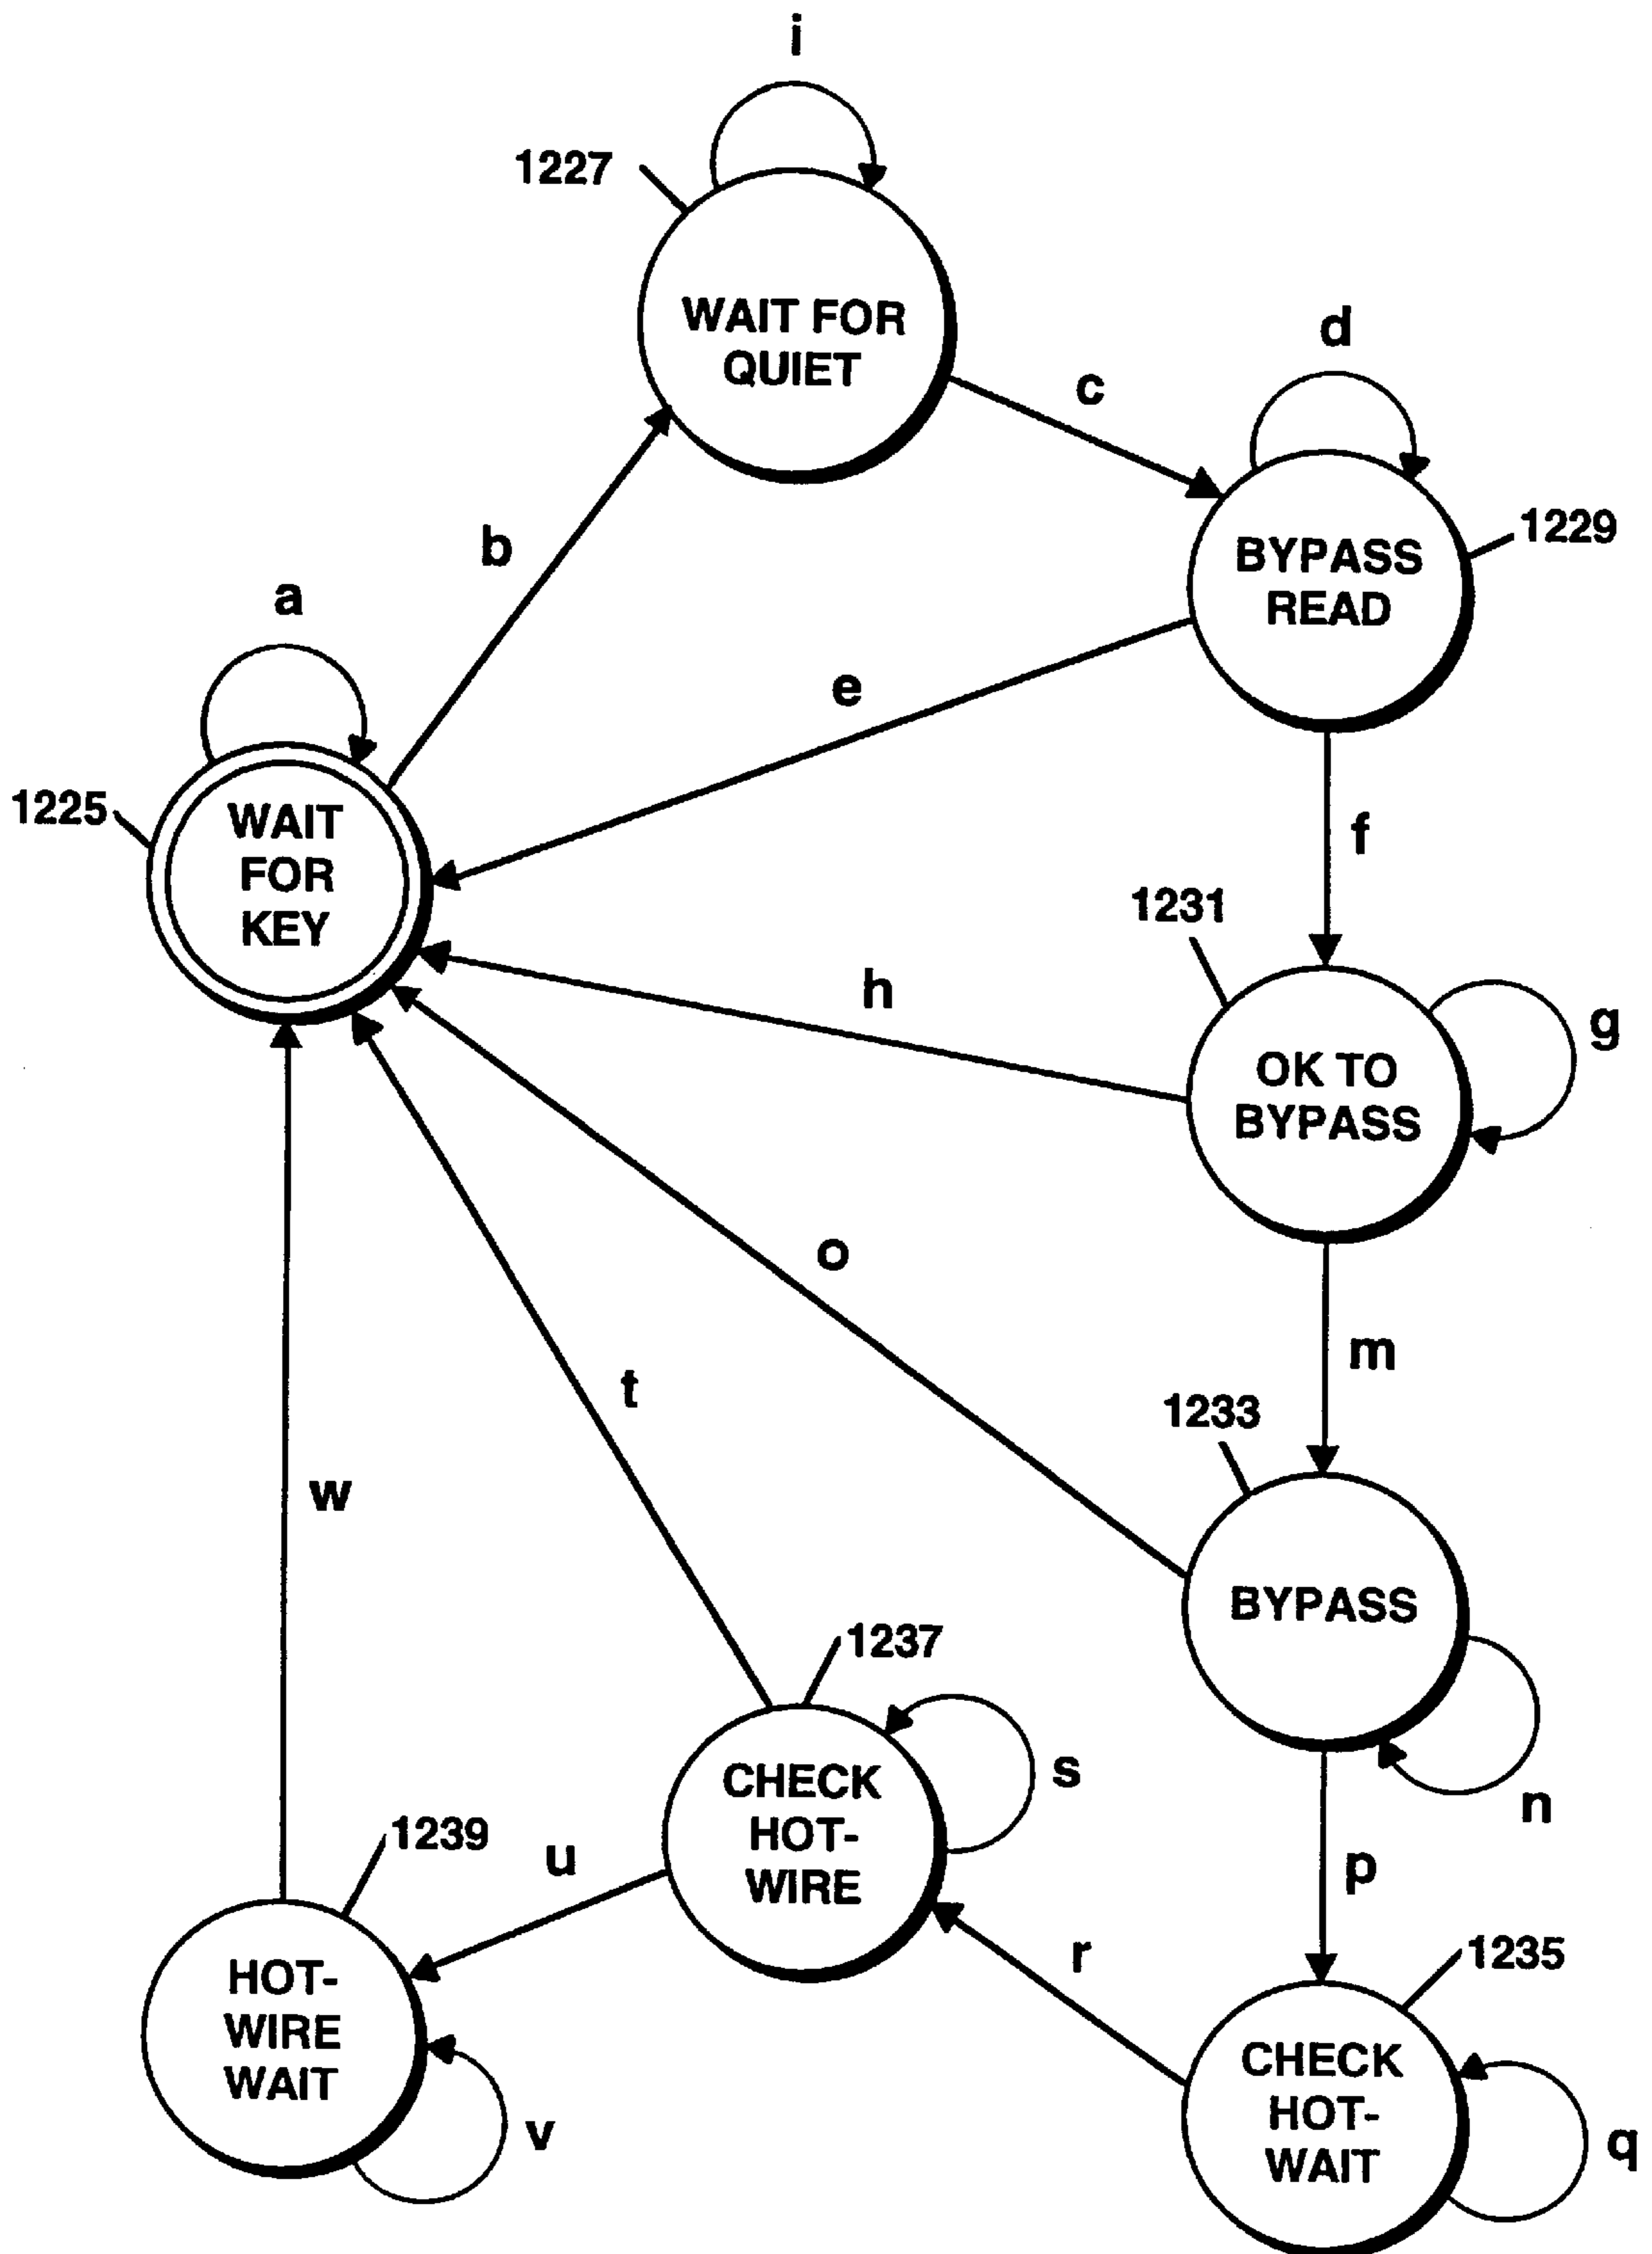 i
1227
WAIT FOR
QUIET
c
d
BYPASS
READ
1229
b
a
e
1225
WAIT
FOR
KEY
f
1231
h
g
OK TO
BYPASS
o
m
t
1233
w
BYPASS
1237
n
CHECK
HOT-
WIRE
s
1239
u
p
HOT-
WIRE
WAIT
r
1235
v
CHECK
HOT-
WAIT
q